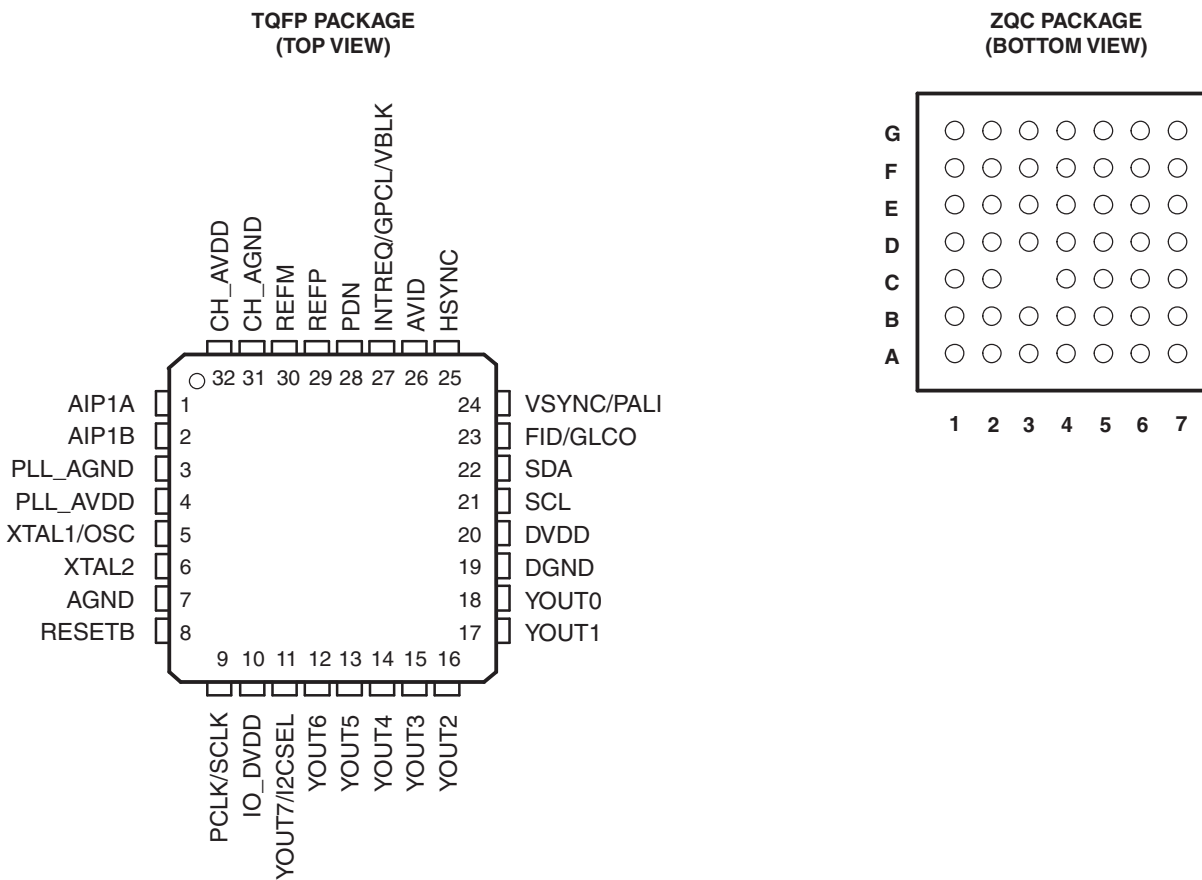 TQFP PACKAGE
(TOP VIEW)
ZQC PACKAGE
(BOTTOM VIEW)
CH_AVDD
CH_AGND
REFM
REFP
PDN
INTREQ/GPCL/VBLK
AVID
HSYNC
32 31 30 29 28 27 26 25
AIP1A 1
AIP1B 2
PLL_AGND 3
PLL_AVDD 4
XTAL1/OSC 5
XTAL2 6
AGND 7
RESETB 8
24 VSYNC/PALI
23 FID/GLCO
22 SDA
21 SCL
20 DVDD
19 DGND
18 YOUT0
17 YOUT1
9 10 11 12 13 14 15 16
PCLK/SCLK
IO_DVDD
YOUT7/I2CSEL
YOUT6
YOUT5
YOUT4
YOUT3
YOUT2
G
F
E
D
C
B
A
1 2 3 4 5 6 7